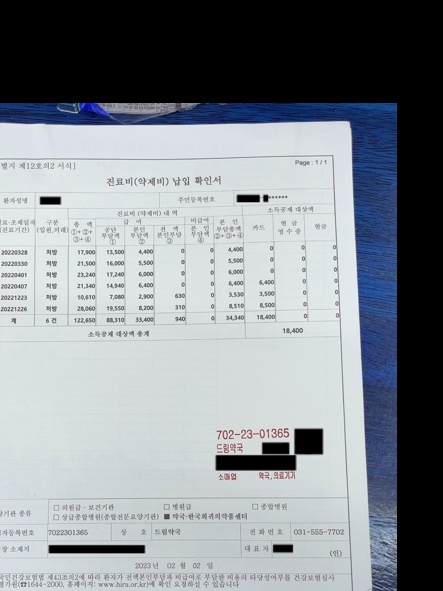 별지 제12호의2 서식]
Page : 1 / 1
진료비(약제비) 납입 확인서
환자성명 주민등록번호 ******
진료비 (약제비) 내 역 소득공제 대상액
료·조제일자 (진료기간) 구분 (입원,외래) 총 액 ①+②+③+④ 급 여 비급여 본 인 부담총액 ②+③+④ 카드 현 금 영 수 증 현금
공단 부담액 ① 본인 부담액 ② 전 액 본인부담 ③ 본 인 부담액 ④
20220328 처방 17,900 13,500 4,400 0 0 4,400 0 0 0
20220330 처방 21,500 16,000 5,500 0 0 5,500 0 0 0
20220401 처방 23,240 17,240 6,000 0 0 6,000 0 0 0
20220407 처방 21,340 14,940 6,400 0 0 6,400 6,400 0 0
20221223 처방 10,610 7,080 2,900 630 0 3,530 3,500 0 0
20221226 처방 28,060 19,550 8,200 310 0 8,510 8,500 0 0
계 6 건 122,650 88,310 33,400 940 0 34,340 18,400 0 0
소득공제 대상액 총계 18,400
702-23-01365
드림약국
소매업 약국,의료기기
양기관 종류 □ 의원급·보건기관 □ 병원급 □ 종합병원
□ 상급종합병원(종합전문요양기관) ■ 약국·한국희귀의약품센터
자등록번호 7022301365 상 호 드림약국 전 화 번 호 031-555-7702
장 소재지 대 표 자 (인)
2023 년 02 월 02 일
국민건강보험법 제43조의2에 따라 환자가 전액본인부담과 비급여로 부담한 비용의 타당성여부를 건강보험심사
평가원(☎1644-2000, 홈페이지: www.hira.or.kr)에 확인 요청하실 수 있습니다